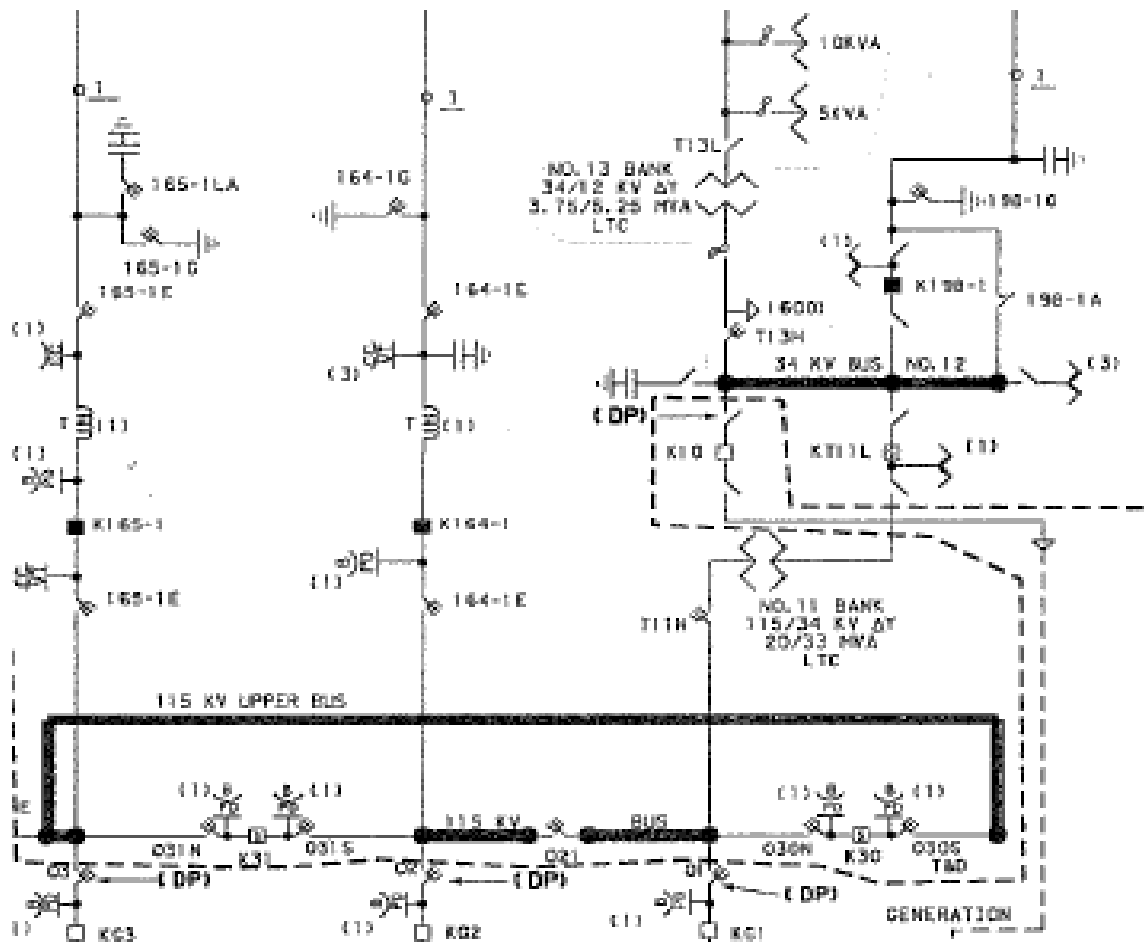 10KVA
5KVA
1
1
1
T13L
NO.13 BANK
34/12 KV ΔY
3.75/5.25 MVA
LTC
165-1LA
164-1G
198-1G
165-1G
(1)
K198-1
198-1A
165-1E
164-1E
(600)
T13H
(1)
(3)
34 KV BUS NO.12
(3)
(DP)
T (1)
T (1)
K10
KT11L
(1)
(1)
K165-1
K164-1
(1)
165-1E
164-1E
T11H
NO.11 BANK
115/34 KV ΔY
20/33 MVA
LTC
115 KV UPPER BUS
(1)
(1)
(1)
(1)
115 KV BUS
031N
K31
031S
021
030N
K30
030S
T&D
03
(DP)
02
(DP)
01
(DP)
GENERATION
KG3
(1)
KG2
(1)
KG1